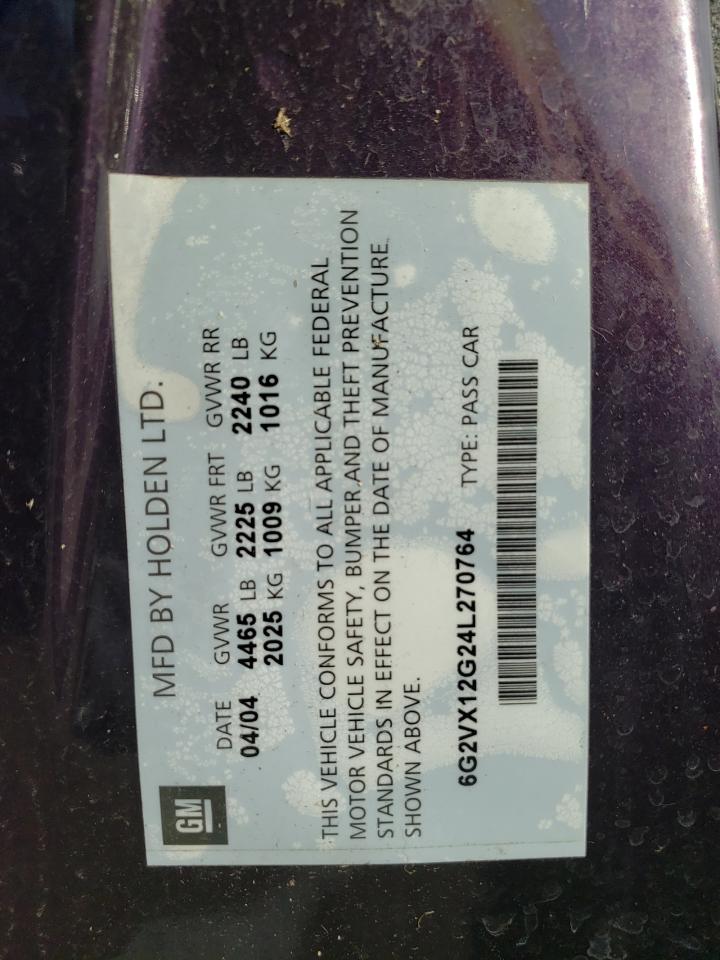 GM
MFD BY HOLDEN LTD.
DATE GVWR GVWR FRT GVWR RR
04/04 4465 LB 2225 LB 2240 LB
2025 KG 1009 KG 1016 KG
THIS VEHICLE CONFORMS TO ALL APPLICABLE FEDERAL
MOTOR VEHICLE SAFETY, BUMPER AND THEFT PREVENTION
STANDARDS IN EFFECT ON THE DATE OF MANUFACTURE
SHOWN ABOVE.
6G2VX12G24L270764 TYPE: PASS CAR